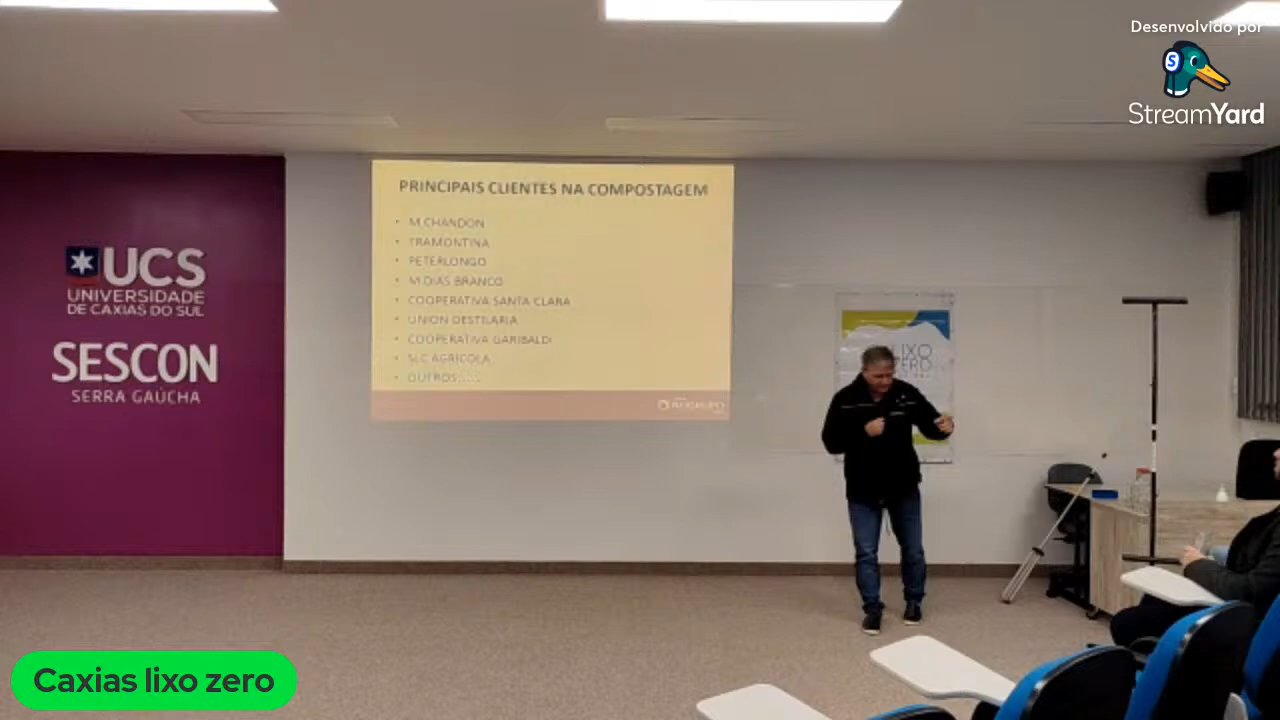 Desenvolvido por
StreamYard
UCS
UNIVERSIDADE
DE CAXIAS DO SUL
SESCON
SERRA GAÚCHA
PRINCIPAIS CLIENTES NA COMPOSTAGEM
• M.CHANDON
• TRAMONTINA
• PETERLONGO
• M.DIAS BRANCO
• COOPERATIVA SANTA CLARA
• UNION DESTILARIA
• COOPERATIVA GARIBALDI
• SLC AGRÍCOLA
• OUTROS......
LIXO
ZERO
Caxias lixo zero